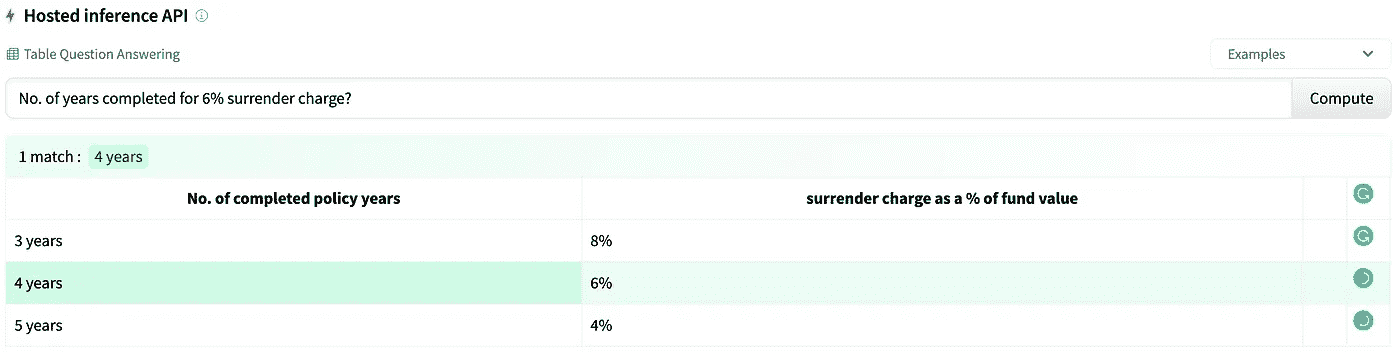 Hosted inference API
Table Question Answering
Examples
No. of years completed for 6% surrender charge?
Compute
1 match : 4 years
No. of completed policy years surrender charge as a % of fund value
3 years 8%
4 years 6%
5 years 4%